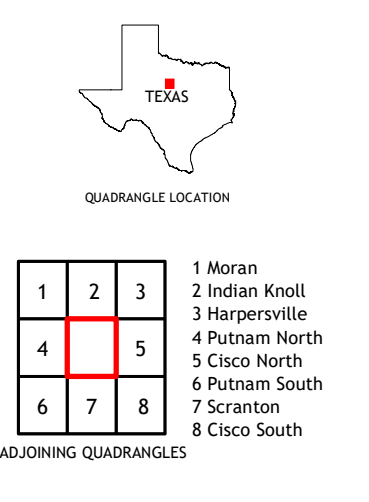 TEXAS
QUADRANGLE LOCATION
1 2 3
4 5
6 7 8
ADJOINING QUADRANGLES
1 Moran
2 Indian Knoll
3 Harpersville
4 Putnam North
5 Cisco North
6 Putnam South
7 Scranton
8 Cisco South